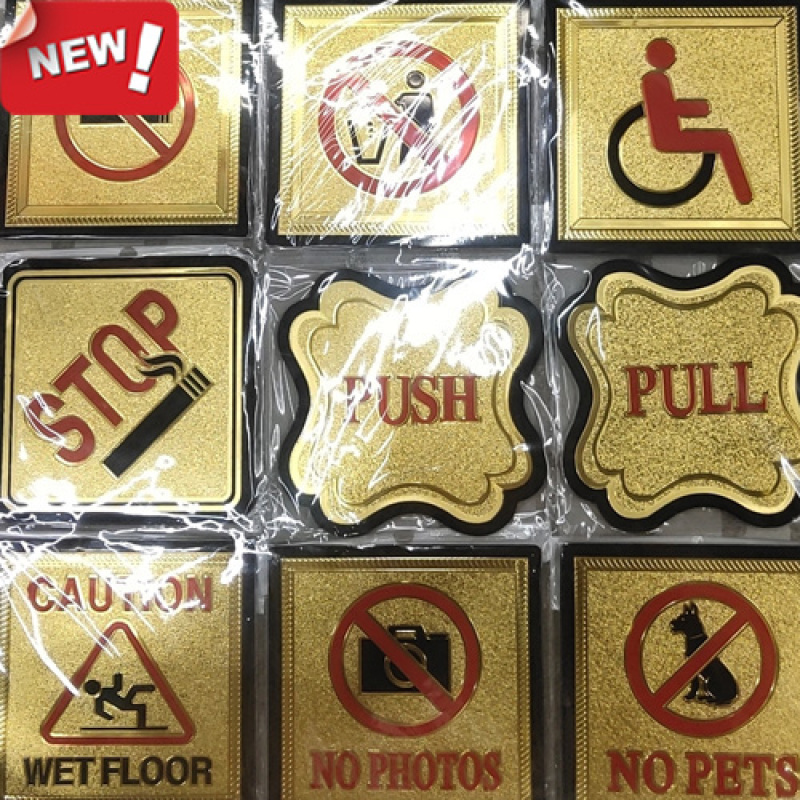 NEW!
STOP
PUSH
PULL
CAUTION
WET FLOOR
NO PHOTOS
NO PETS